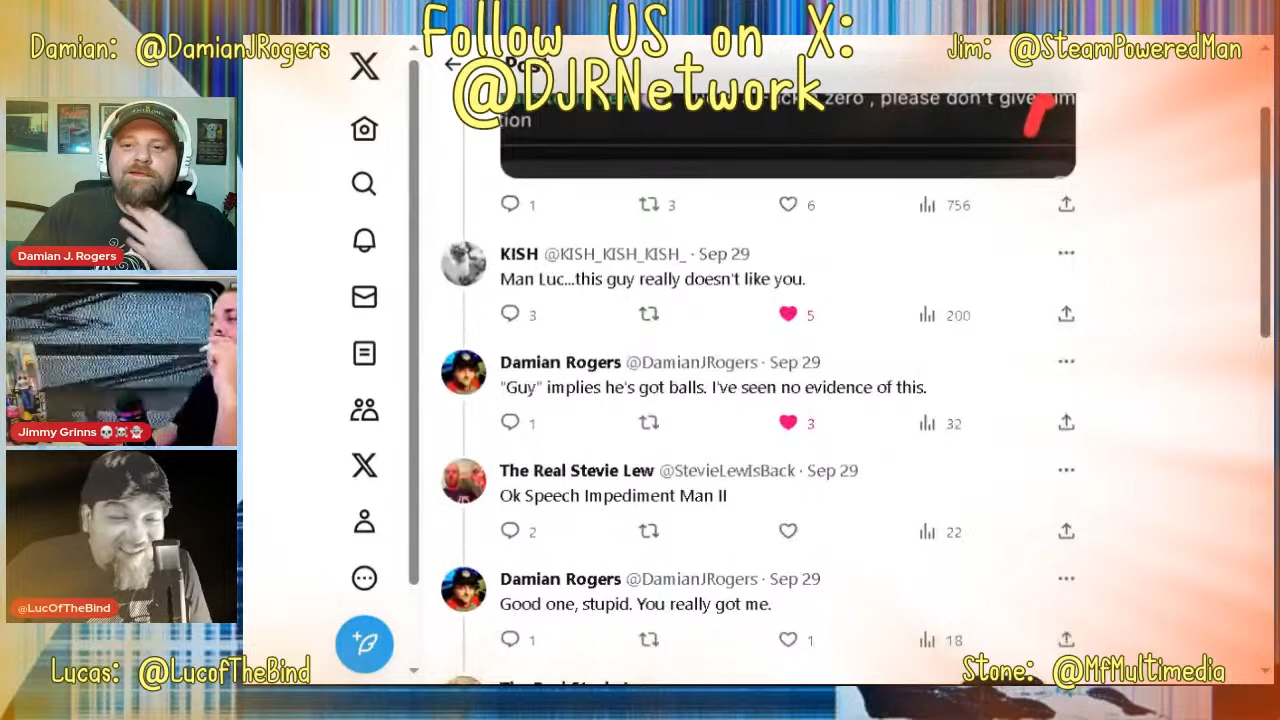 Follow US on X:
@DJRNetwork
Damian: @DamianJRogers
Jim: @SteamPoweredMan
zero , please don't give
ion
1
3
6
756
KISH @KISH_KISH_KISH_ · Sep 29
Man Luc...this guy really doesn't like you.
3
5
200
Damian Rogers @DamianJRogers · Sep 29
"Guy" implies he's got balls. I've seen no evidence of this.
1
3
32
The Real Stevie Lew @StevieLewIsBack · Sep 29
Ok Speech Impediment Man II
2
22
Damian Rogers @DamianJRogers · Sep 29
Good one, stupid. You really got me.
1
1
18
Damian J. Rogers
Jimmy Grinns 💀☠️👻
@LucOfTheBind
Lucas: @LucofTheBind
Stone: @MfMultimedia